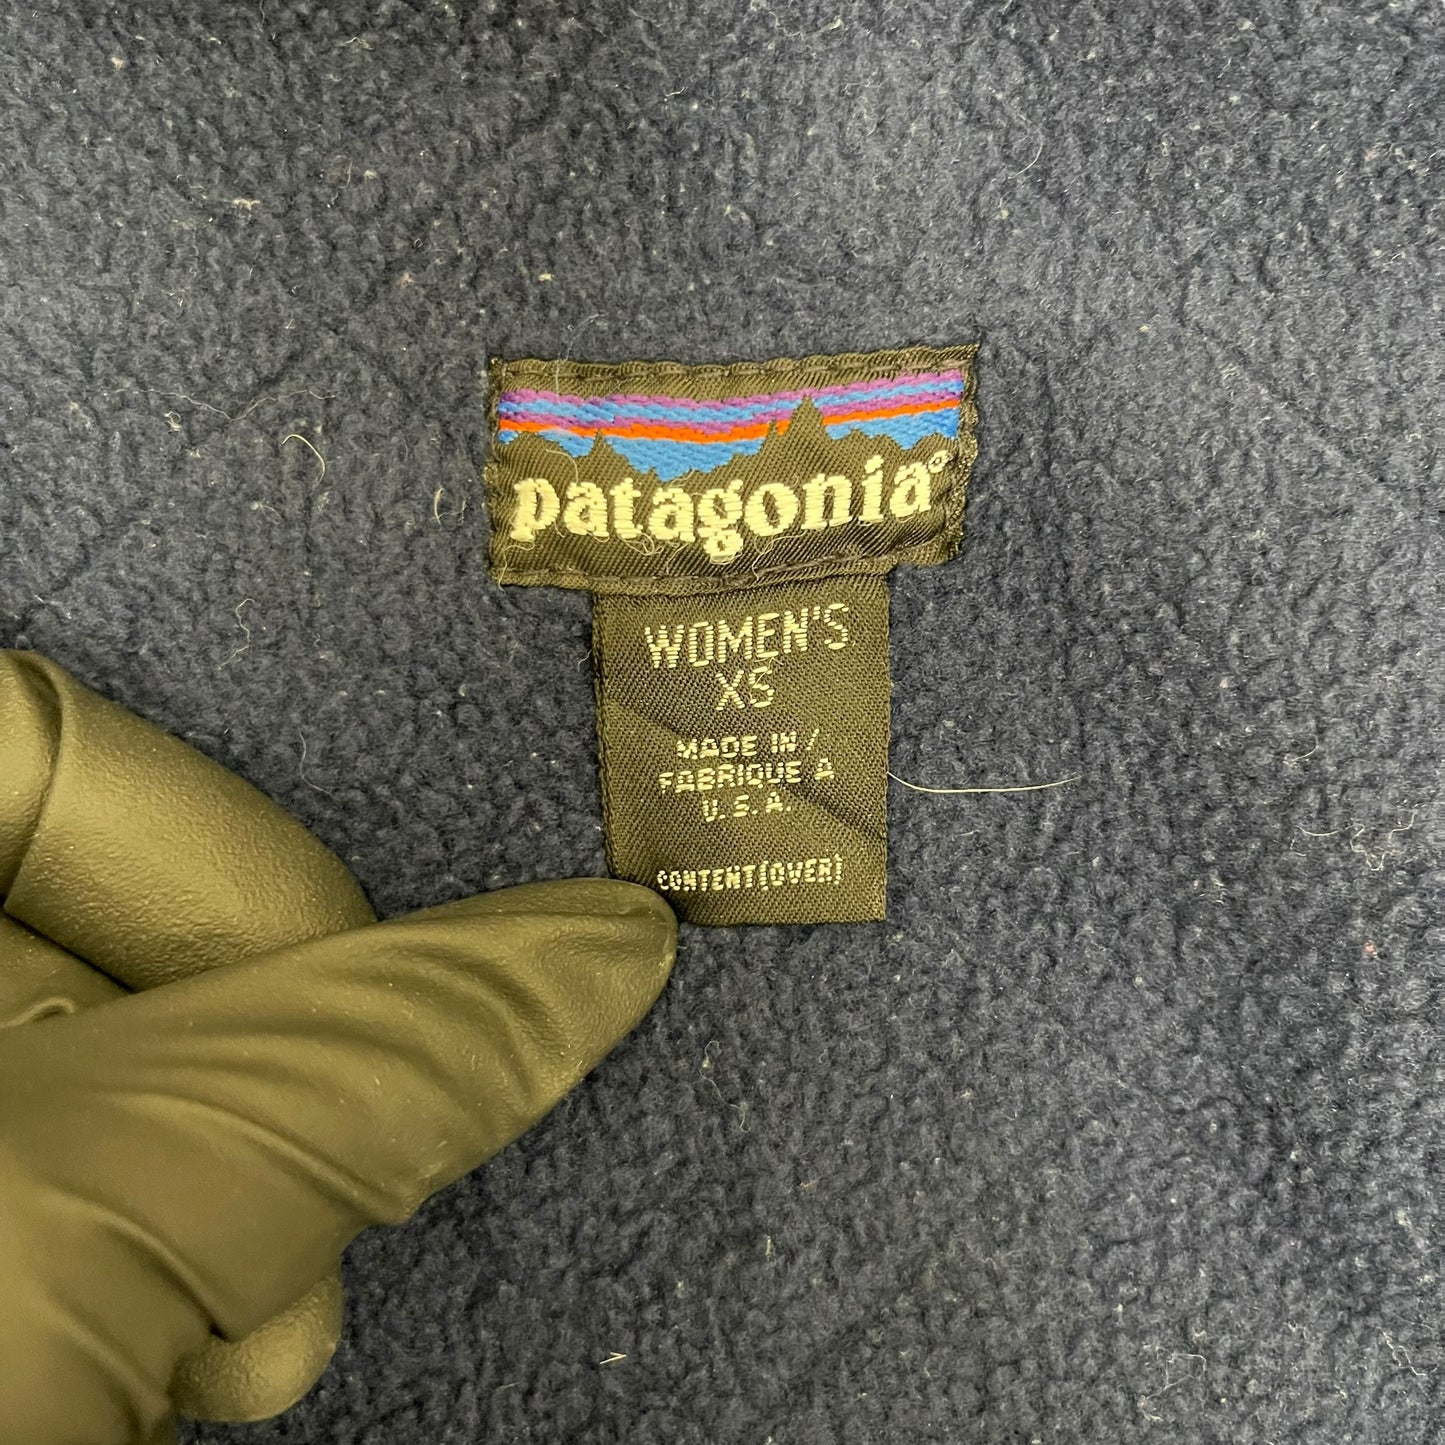 patagonia®
WOMEN'S
XS
MADE IN /
FABRIQUE A
U.S.A.
CONTENT(OVER)